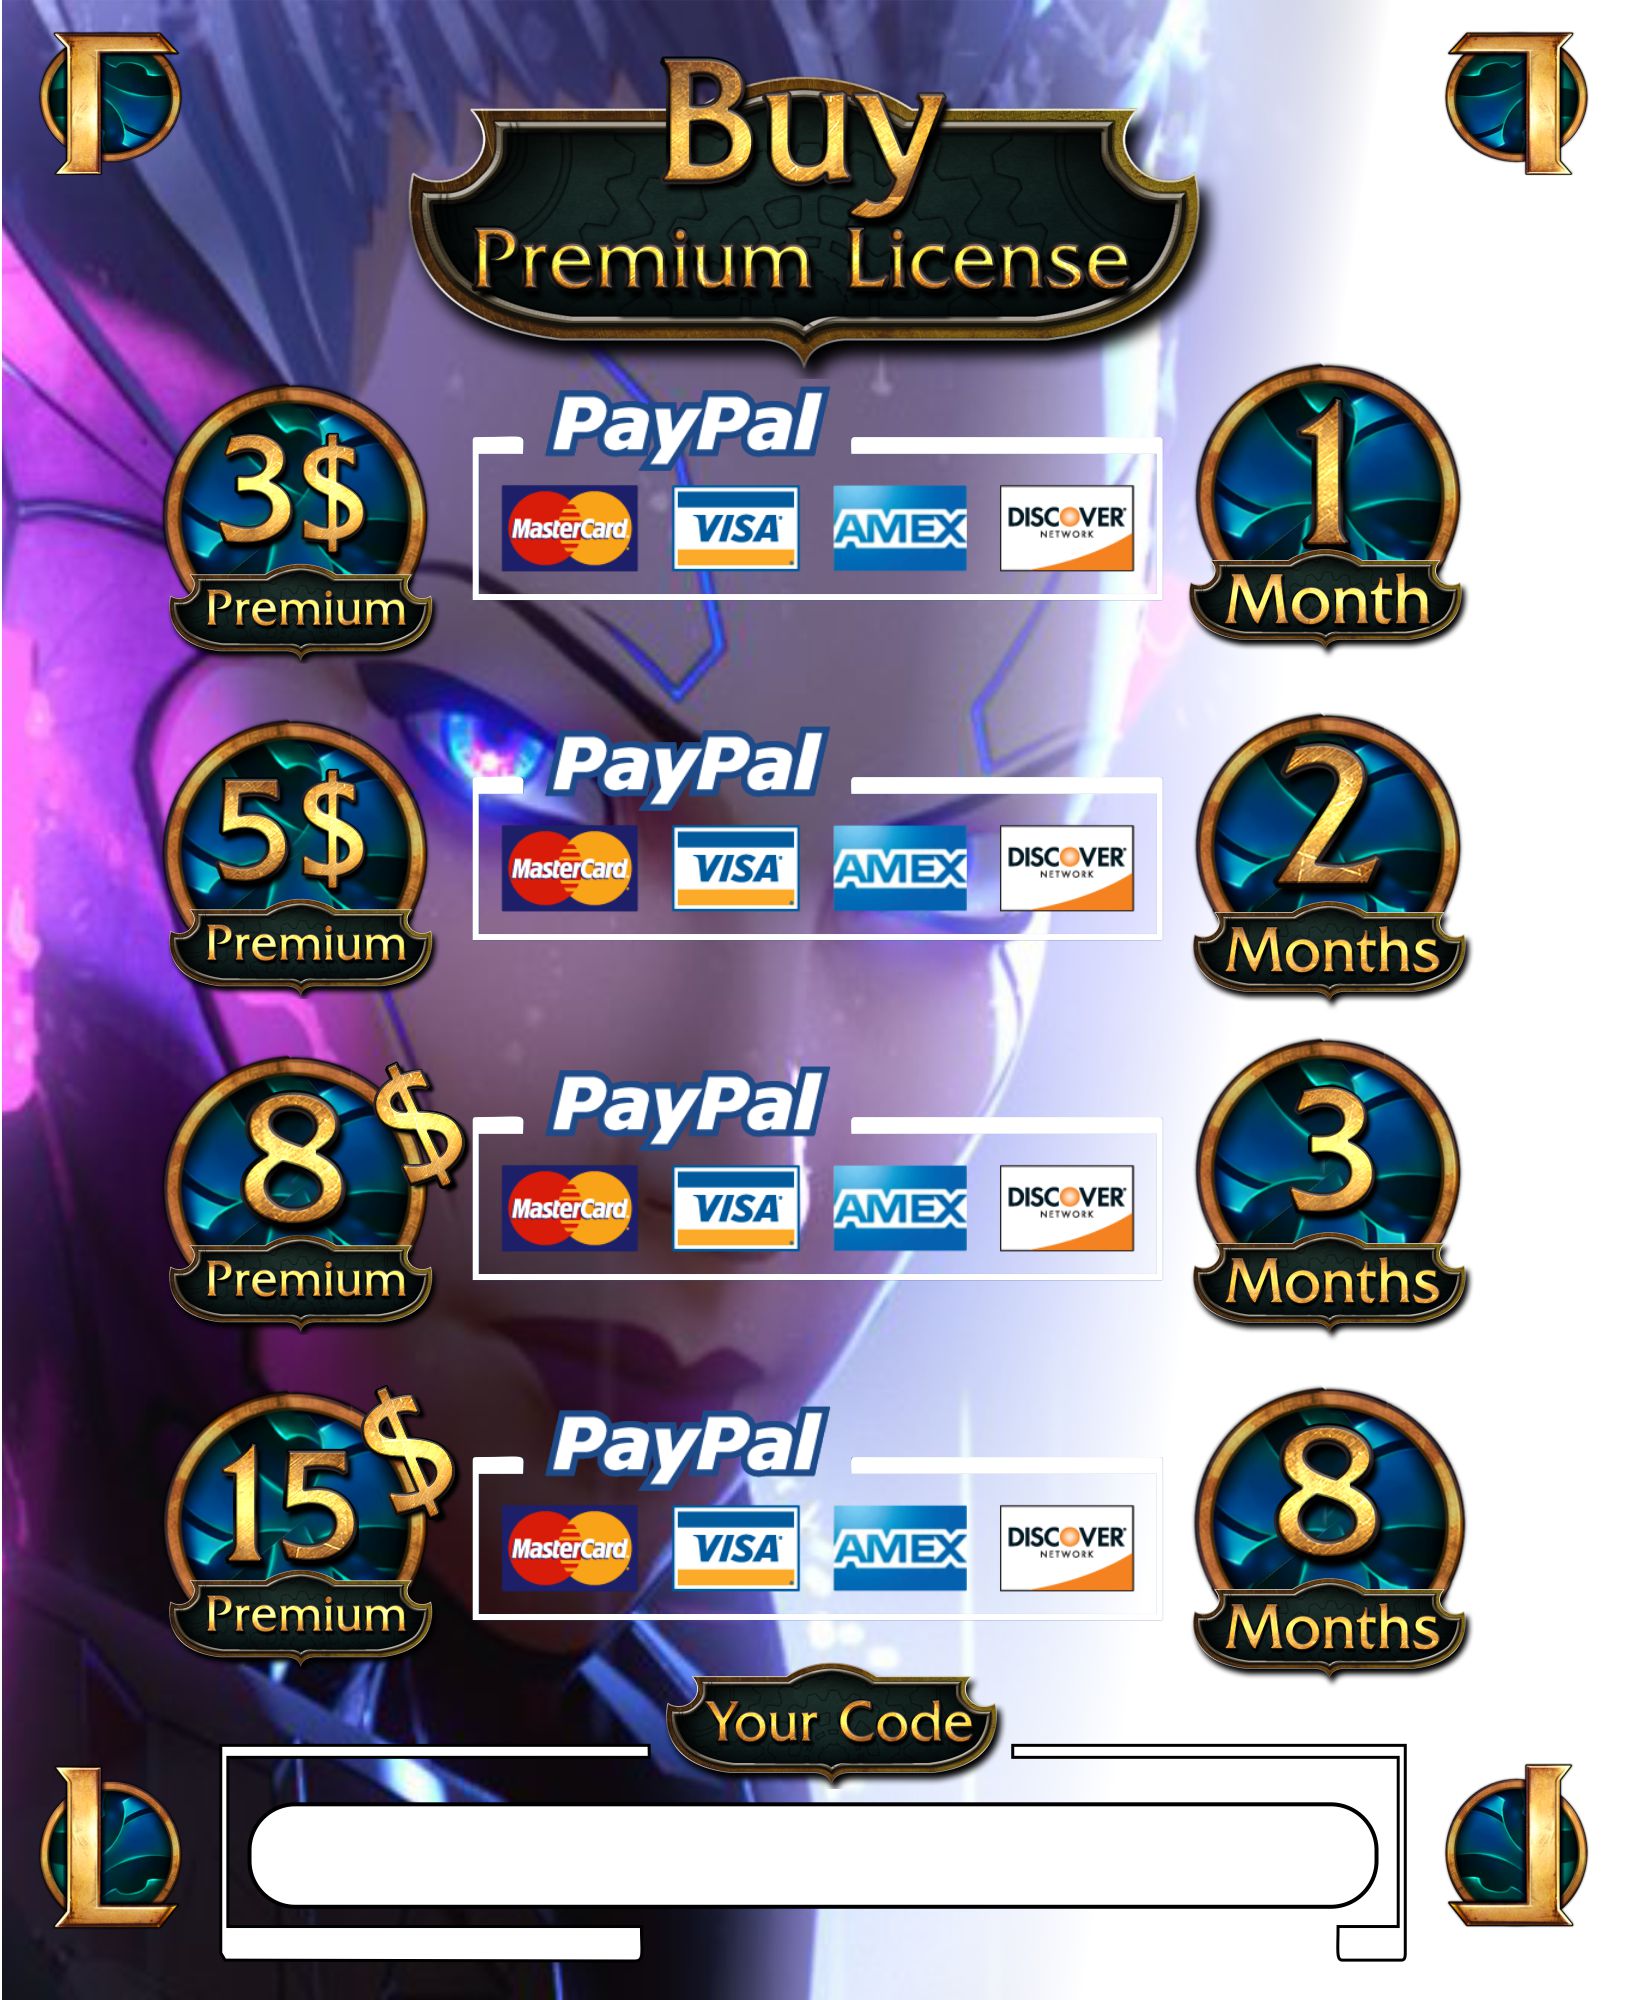 Buy
Premium License
3$
Premium
PayPal
MasterCard VISA AMEX DISCOVER NETWORK
1
Month
5$
Premium
PayPal
MasterCard VISA AMEX DISCOVER NETWORK
2
Months
8$
Premium
PayPal
MasterCard VISA AMEX DISCOVER NETWORK
3
Months
15$
Premium
PayPal
MasterCard VISA AMEX DISCOVER NETWORK
8
Months
Your Code